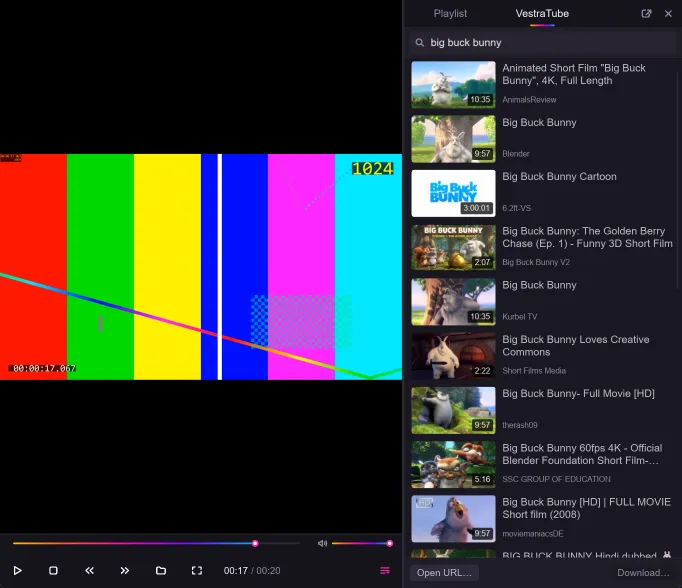 Playlist
VestraTube
big buck bunny
1024
00:00:17.067
10:35
Animated Short Film "Big Buck
Bunny", 4K, Full Length
AnimalsReview
9:57
Big Buck Bunny
Blender
Big Buck
BUNNY
3:00:01
Big Buck Bunny Cartoon
6.2ft-VS
BIG BUCK BUNNY
2:07
Big Buck Bunny: The Golden Berry
Chase (Ep. 1) - Funny 3D Short Film
Big Buck Bunny V2
10:35
Big Buck Bunny
Kurbel TV
2:22
Big Buck Bunny Loves Creative
Commons
Short Films Media
9:57
Big Buck Bunny- Full Movie [HD]
therash09
5:16
Big Buck Bunny 60fps 4K - Official
Blender Foundation Short Film-…
SSC GROUP OF EDUCATION
9:57
Big Buck Bunny [HD] | FULL MOVIE
Short film (2008)
moviemaniacsDE
BIG BUCK BUNNY Hindi dubbed
00:17 / 00:20
Open URL…
Download…